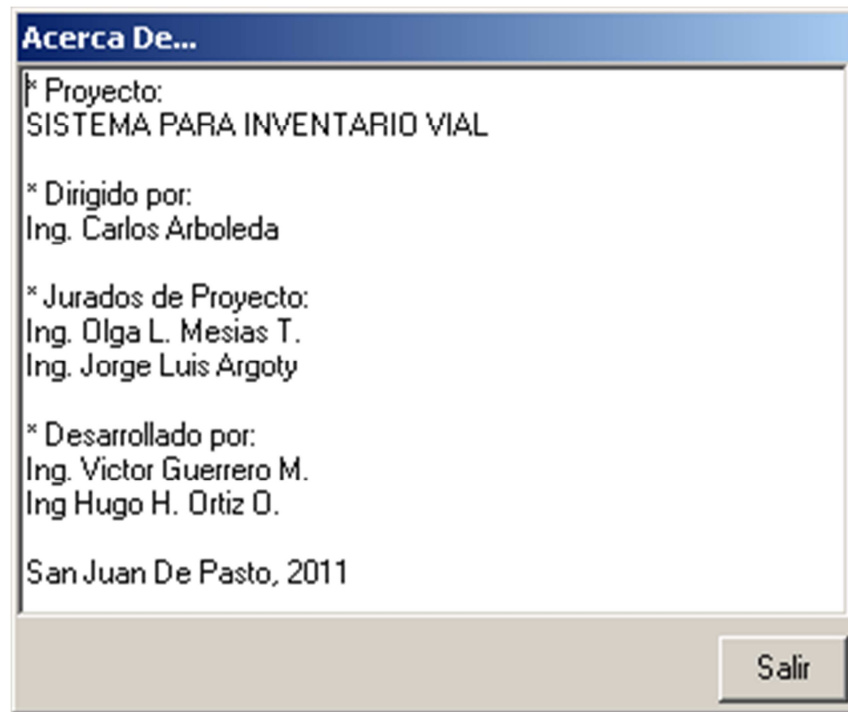 Acerca De...
* Proyecto:
SISTEMA PARA INVENTARIO VIAL
* Dirigido por:
Ing. Carlos Arboleda
* Jurados de Proyecto:
Ing. Olga L. Mesias T.
Ing. Jorge Luis Argoty
* Desarrollado por:
Ing. Victor Guerrero M.
Ing Hugo H. Ortiz O.
San Juan De Pasto, 2011
Salir